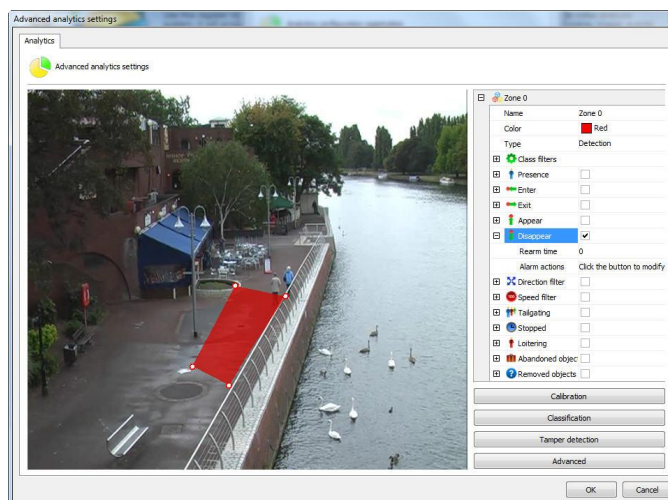 Advanced analytics settings
Analytics
Advanced analytics settings
Zone 0
Name Zone 0
Color Red
Type Detection
Class filters
Presence
Enter
Exit
Appear
Disappear
Rearm time 0
Alarm actions Click the button to modify
Direction filter
Speed filter
Tailgating
Stopped
Loitering
Abandoned objec
Removed objects
Calibration
Classification
Tamper detection
Advanced
OK Cancel